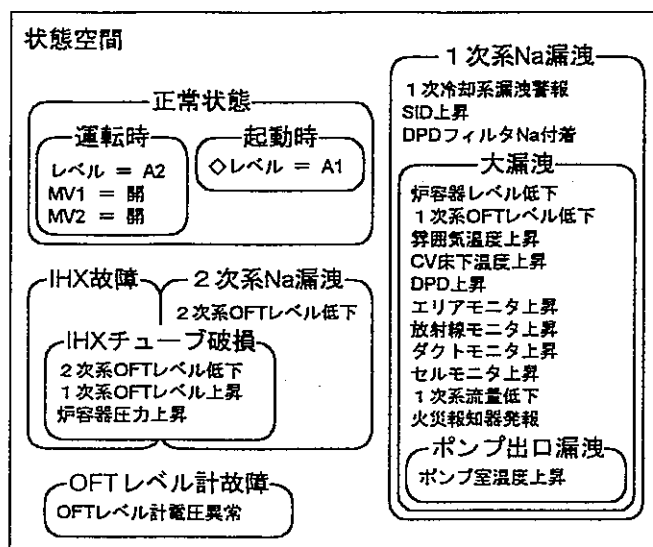 状態空間
正常状態
運転時
レベル = A2
MV1 = 開
MV2 = 開
起動時
◇レベル = A1
IHX故障
2次系Na漏洩
2次系OFTレベル低下
IHXチューブ破損
2次系OFTレベル低下
1次系OFTレベル上昇
炉容器圧力上昇
OFTレベル計故障
OFTレベル計電圧異常
1次系Na漏洩
1次冷却系漏洩警報
SID上昇
DPDフィルタNa付着
大漏洩
炉容器レベル低下
1次系OFTレベル低下
雰囲気温度上昇
CV床下温度上昇
DPD上昇
エリアモニタ上昇
放射線モニタ上昇
ダクトモニタ上昇
セルモニタ上昇
1次系流量低下
火災報知器発報
ポンプ出口漏洩
ポンプ室温度上昇